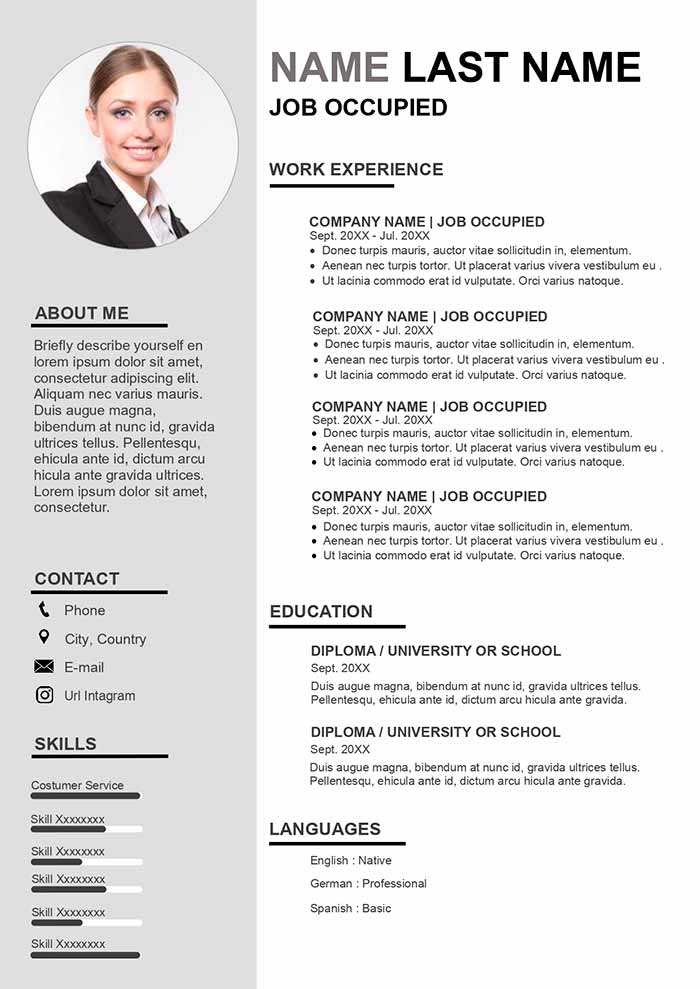 NAME LAST NAME
JOB OCCUPIED
ABOUT ME
Briefly describe yourself en
lorem ipsum dolor sit amet,
consectetur adipiscing elit.
Aliquam nec varius mauris.
Duis augue magna,
bibendum at nunc id, gravida
ultrices tellus. Pellentesqu,
ehicula ante id, dictum arcu
hicula ante gravida ultrices.
Lorem ipsum dolor sit amet,
consectetur.
CONTACT
Phone
City, Country
E-mail
Url Intagram
SKILLS
Costumer Service
Skill Xxxxxxxx
Skill Xxxxxxxx
Skill Xxxxxxxx
Skill Xxxxxxxx
Skill Xxxxxxxx
WORK EXPERIENCE
COMPANY NAME | JOB OCCUPIED
Sept. 20XX - Jul. 20XX
• Donec turpis mauris, auctor vitae sollicitudin in, elementum.
• Aenean nec turpis tortor. Ut placerat varius vivera vestibulum eu .
• Ut lacinia commodo erat id vulputate. Orci varius natoque.
COMPANY NAME | JOB OCCUPIED
Sept. 20XX - Jul. 20XX
• Donec turpis mauris, auctor vitae sollicitudin in, elementum.
• Aenean nec turpis tortor. Ut placerat varius vivera vestibulum eu .
• Ut lacinia commodo erat id vulputate. Orci varius natoque.
COMPANY NAME | JOB OCCUPIED
Sept. 20XX - Jul. 20XX
• Donec turpis mauris, auctor vitae sollicitudin in, elementum.
• Aenean nec turpis tortor. Ut placerat varius vivera vestibulum eu .
• Ut lacinia commodo erat id vulputate. Orci varius natoque.
COMPANY NAME | JOB OCCUPIED
Sept. 20XX - Jul. 20XX
• Donec turpis mauris, auctor vitae sollicitudin in, elementum.
• Aenean nec turpis tortor. Ut placerat varius vivera vestibulum eu .
• Ut lacinia commodo erat id vulputate. Orci varius natoque.
EDUCATION
DIPLOMA / UNIVERSITY OR SCHOOL
Sept. 20XX
Duis augue magna, bibendum at nunc id, gravida ultrices tellus.
Pellentesqu, ehicula ante id, dictum arcu hicula ante gravida ultrices.
DIPLOMA / UNIVERSITY OR SCHOOL
Sept. 20XX
Duis augue magna, bibendum at nunc id, gravida ultrices tellus.
Pellentesqu, ehicula ante id, dictum arcu hicula ante gravida ultrices.
LANGUAGES
English : Native
German : Professional
Spanish : Basic